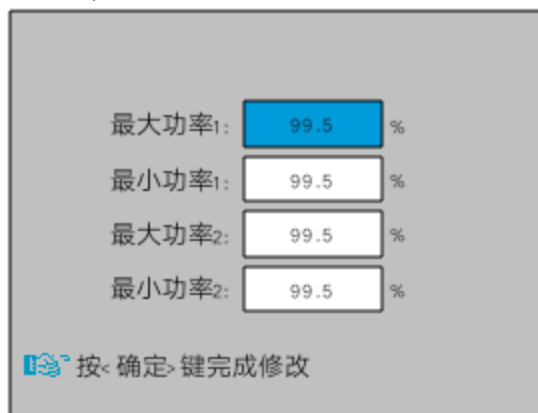 最大功率1: 99.5 %
最小功率1: 99.5 %
最大功率2: 99.5 %
最小功率2: 99.5 %
按<确定>键完成修改